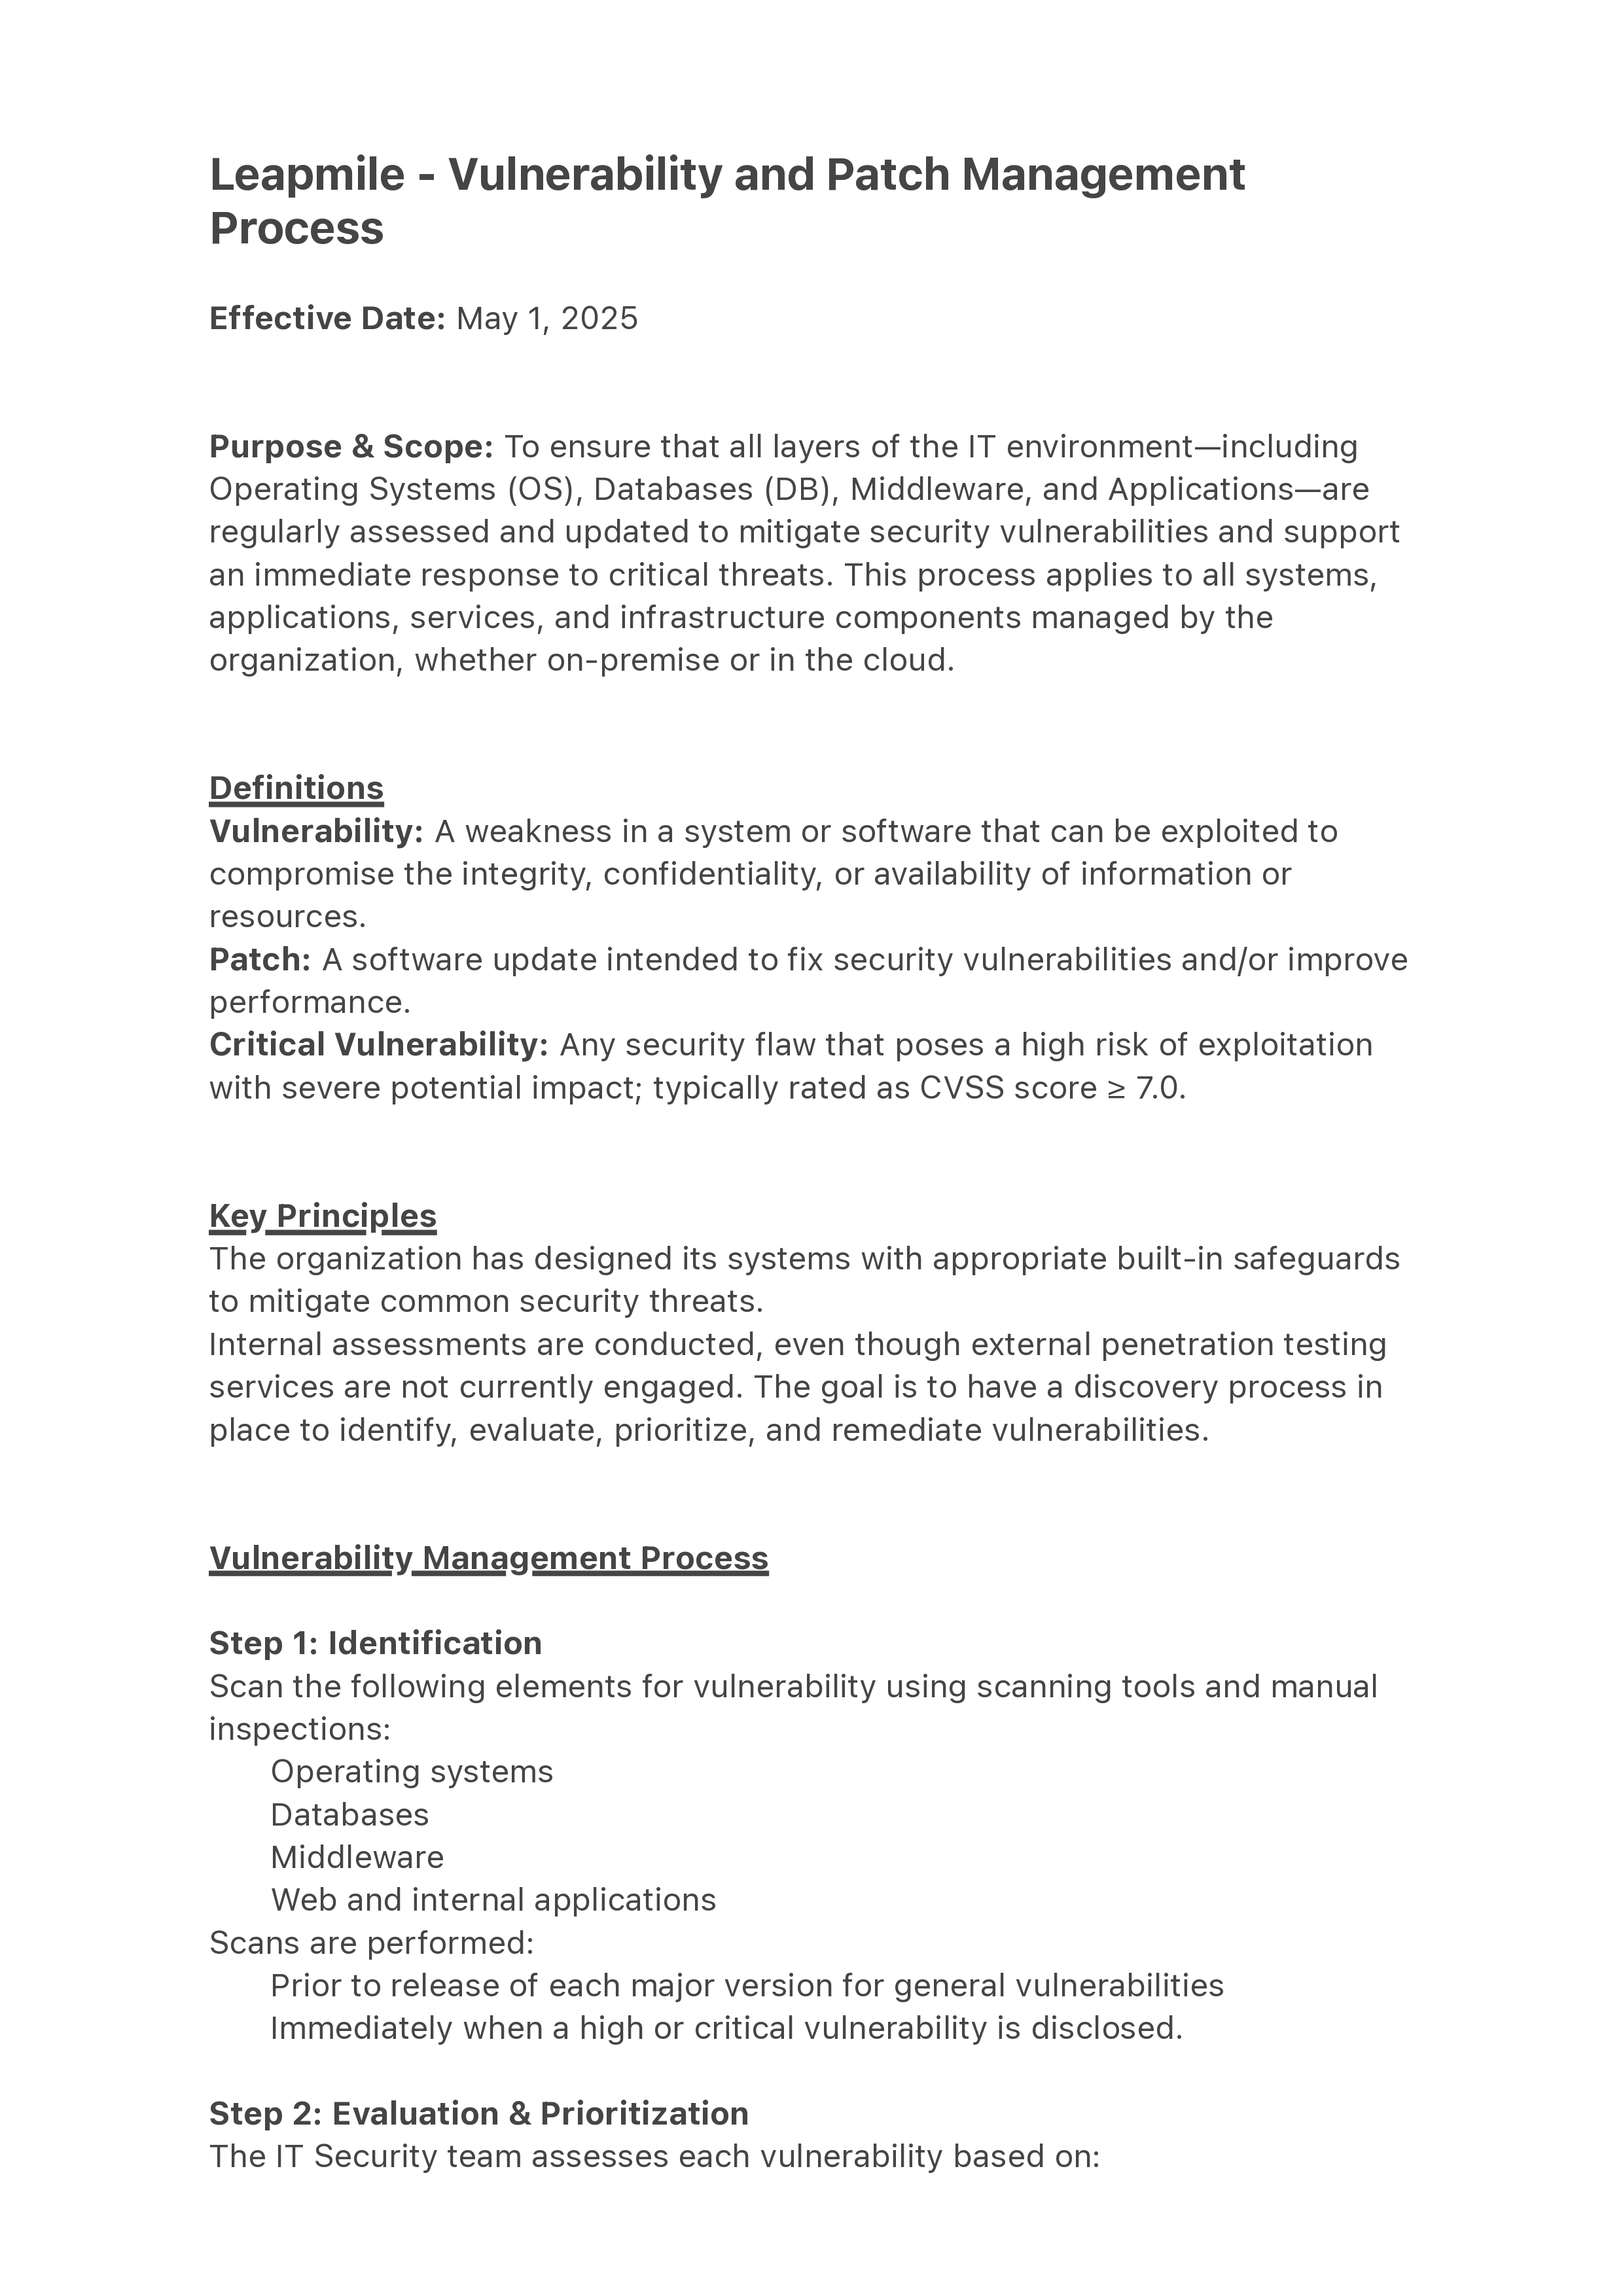 Leapmile - Vulnerability and Patch Management
Process
Effective Date: May 1, 2025
Purpose & Scope: To ensure that all layers of the IT environment—including
Operating Systems (OS), Databases (DB), Middleware, and Applications—are
regularly assessed and updated to mitigate security vulnerabilities and support
an immediate response to critical threats. This process applies to all systems,
applications, services, and infrastructure components managed by the
organization, whether on-premise or in the cloud.
Definitions
Vulnerability: A weakness in a system or software that can be exploited to
compromise the integrity, confidentiality, or availability of information or
resources.
Patch: A software update intended to fix security vulnerabilities and/or improve
performance.
Critical Vulnerability: Any security flaw that poses a high risk of exploitation
with severe potential impact; typically rated as CVSS score ≥ 7.0.
Key Principles
The organization has designed its systems with appropriate built-in safeguards
to mitigate common security threats.
Internal assessments are conducted, even though external penetration testing
services are not currently engaged. The goal is to have a discovery process in
place to identify, evaluate, prioritize, and remediate vulnerabilities.
Vulnerability Management Process
Step 1: Identification
Scan the following elements for vulnerability using scanning tools and manual
inspections:
Operating systems
Databases
Middleware
Web and internal applications
Scans are performed:
Prior to release of each major version for general vulnerabilities
Immediately when a high or critical vulnerability is disclosed.
Step 2: Evaluation & Prioritization
The IT Security team assesses each vulnerability based on: